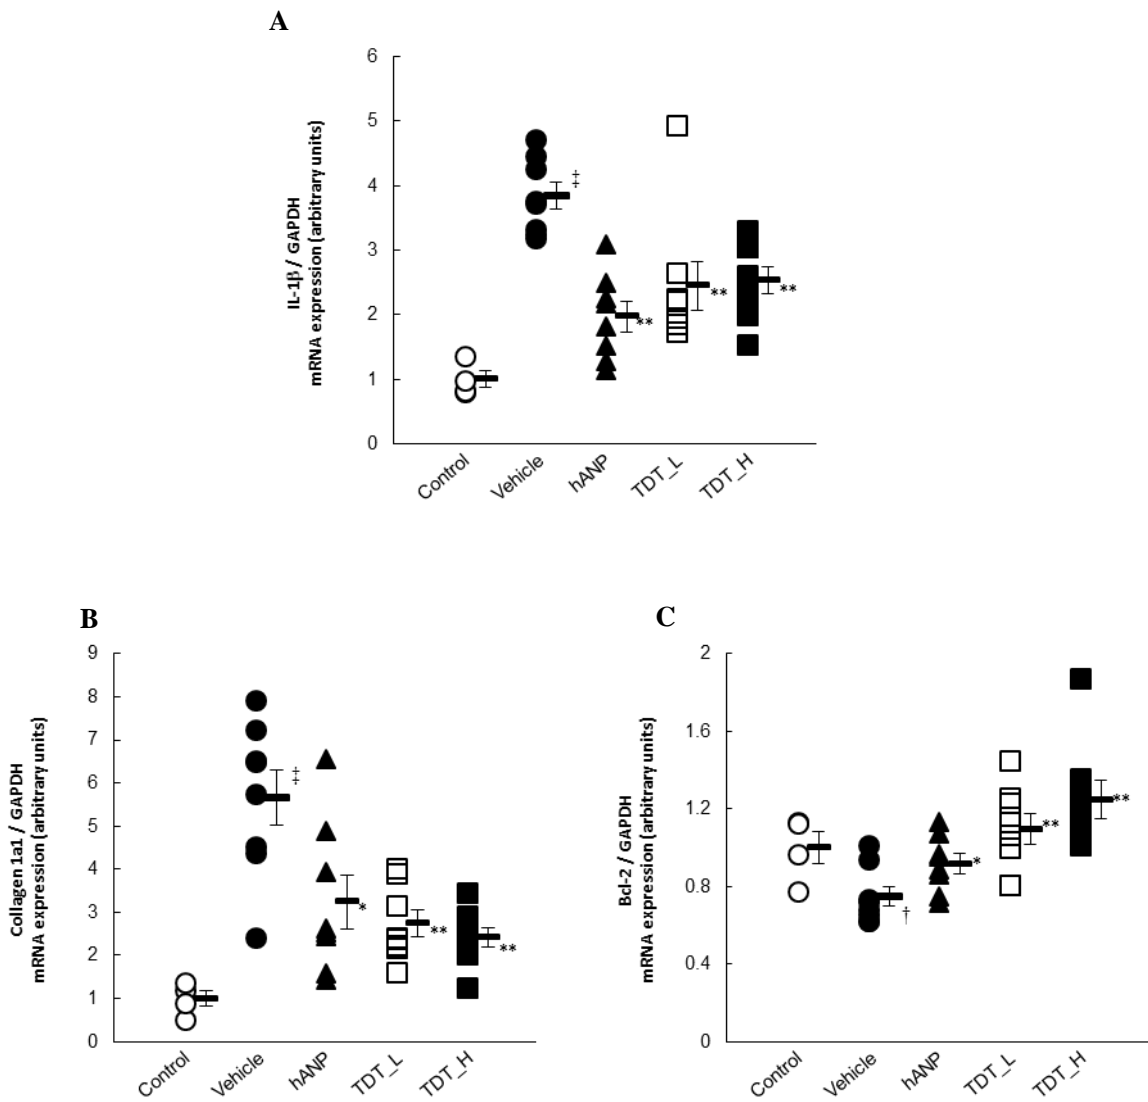 A
IL-1β / GAPDH
mRNA expression (arbitrary units)
6
5
4
3
2
1
0
‡
**
**
**
Control
Vehicle
hANP
TDT_L
TDT_H
B
Collagen 1a1 / GAPDH
mRNA expression (arbitrary units)
9
8
7
6
5
4
3
2
1
0
‡
*
**
**
Control
Vehicle
hANP
TDT_L
TDT_H
C
Bcl-2 / GAPDH
mRNA expression (arbitrary units)
2
1.6
1.2
0.8
0.4
0
†
*
**
**
Control
Vehicle
hANP
TDT_L
TDT_H